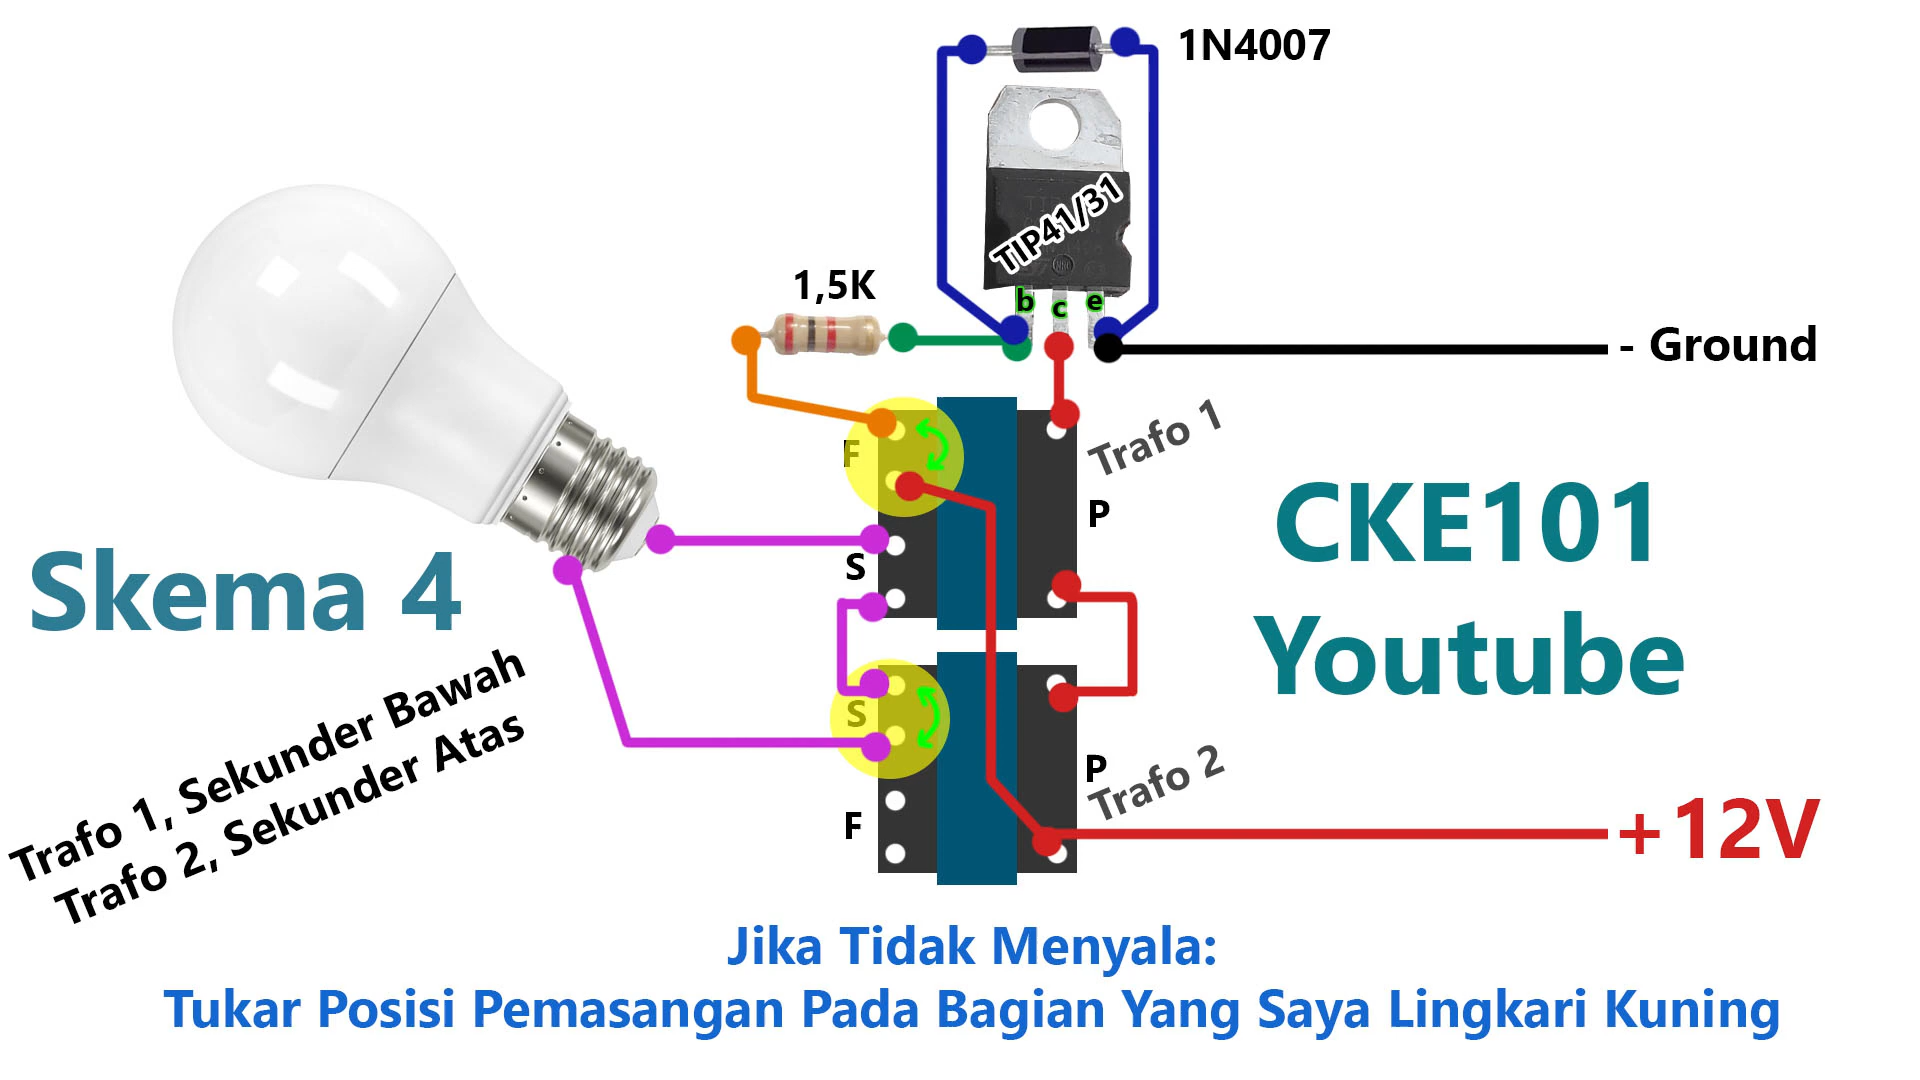 1N4007
TIP41/31
b
c
e
1,5K
- Ground
F
Trafo 1
P
S
CKE101
Youtube
Skema 4
Trafo 1, Sekunder Bawah
Trafo 2, Sekunder Atas
S
P
Trafo 2
F
+12V
Jika Tidak Menyala:
Tukar Posisi Pemasangan Pada Bagian Yang Saya Lingkari Kuning